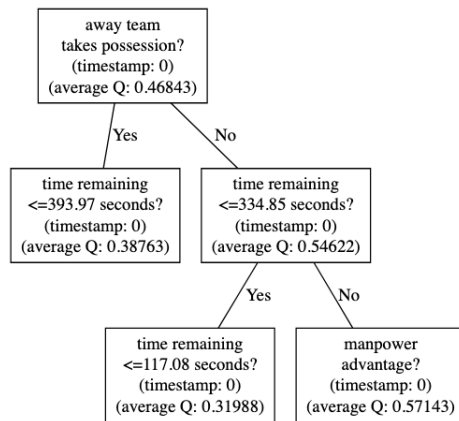 away team
takes possession?
(timestamp: 0)
(average Q: 0.46843)
Yes
No
time remaining
<=393.97 seconds?
(timestamp: 0)
(average Q: 0.38763)
time remaining
<=334.85 seconds?
(timestamp: 0)
(average Q: 0.54622)
Yes
No
time remaining
<=117.08 seconds?
(timestamp: 0)
(average Q: 0.31988)
manpower
advantage?
(timestamp: 0)
(average Q: 0.57143)